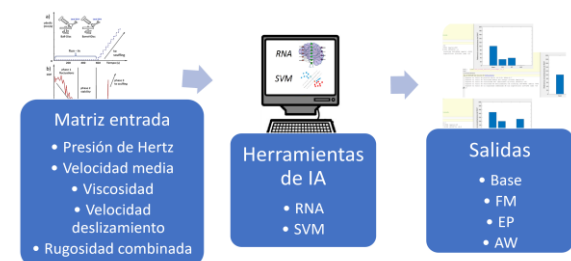 a)
b)
Matriz entrada
• Presión de Hertz
• Velocidad media
• Viscosidad
• Velocidad
deslizamiento
• Rugosidad combinada
RNA
SVM
Herramientas
de IA
• RNA
• SVM
Salidas
• Base
• FM
• EP
• AW